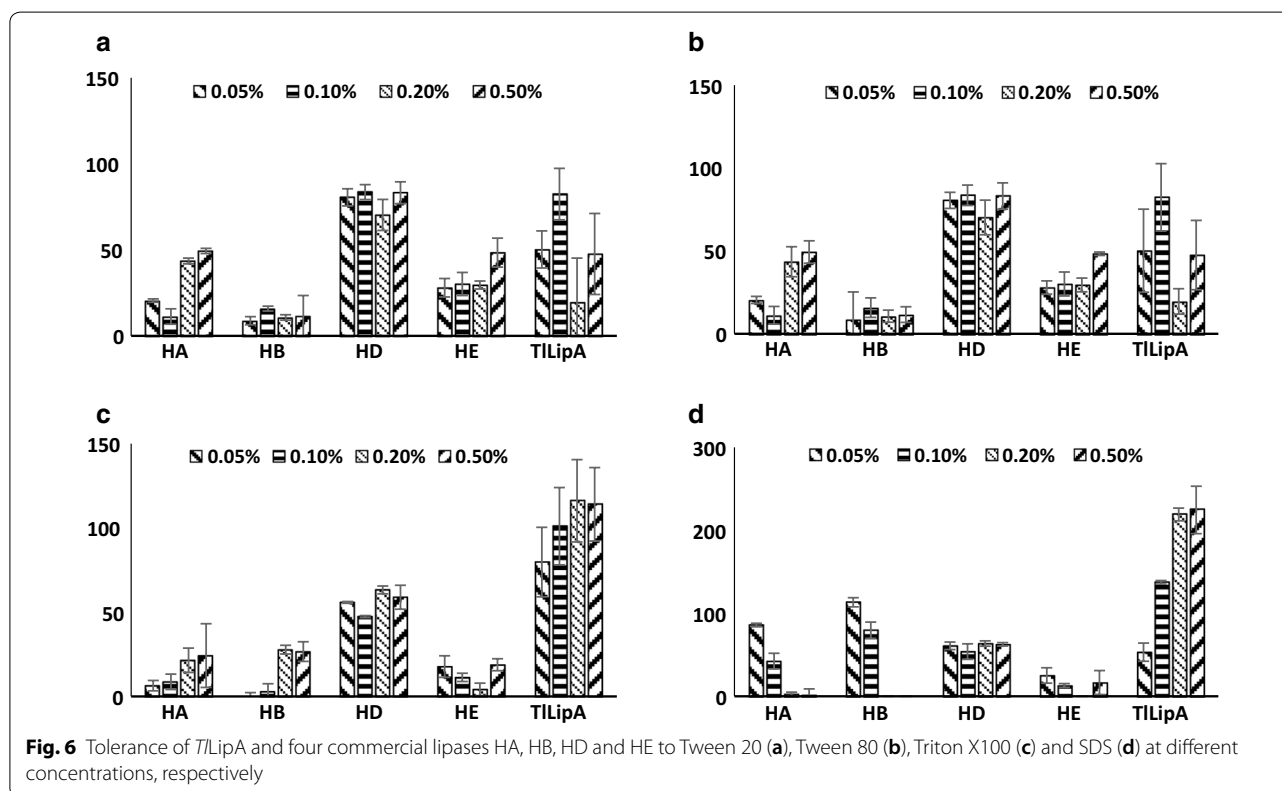 a
0.05% 0.10% 0.20% 0.50%
150
100
50
0
HA HB HD HE TlLipA
b
0.05% 0.10% 0.20% 0.50%
150
100
50
0
HA HB HD HE TlLipA
c
0.05% 0.10% 0.20% 0.50%
150
100
50
0
HA HB HD HE TlLipA
d
0.05% 0.10% 0.20% 0.50%
300
200
100
0
HA HB HD HE TlLipA
Fig. 6 Tolerance of TlLipA and four commercial lipases HA, HB, HD and HE to Tween 20 (a), Tween 80 (b), Triton X100 (c) and SDS (d) at different
concentrations, respectively